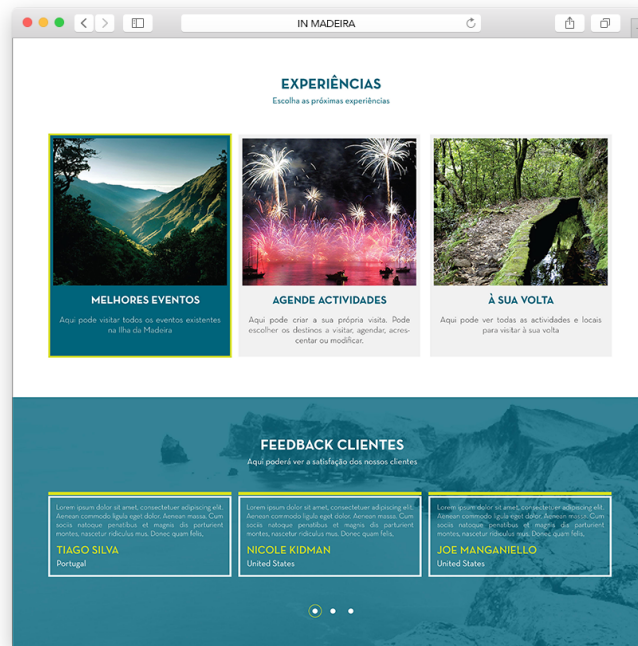 IN MADEIRA
EXPERIÊNCIAS
Escolha as próximas experiências
MELHORES EVENTOS
Aqui pode visitar todos os eventos existentes
na Ilha da Madeira
AGENDE ACTIVIDADES
Aqui pode criar a sua própria visita. Pode
escolher os destinos a visitar, agendar, acres-
centar ou modificar.
À SUA VOLTA
Aqui pode ver todas as actividades e locais
para visitar à sua volta
FEEDBACK CLIENTES
Aqui poderá ver a satisfação dos nossos clientes
Lorem ipsum dolor sit amet, consectetuer adipiscing elit.
Aenean commodo ligula eget dolor. Aenean massa. Cum
sociis natoque penatibus et magnis dis parturient
montes, nascetur ridiculus mus. Donec quam felis,
TIAGO SILVA
Portugal
Lorem ipsum dolor sit amet, consectetuer adipiscing elit.
Aenean commodo ligula eget dolor. Aenean massa. Cum
sociis natoque penatibus et magnis dis parturient
montes, nascetur ridiculus mus. Donec quam felis,
NICOLE KIDMAN
United States
Lorem ipsum dolor sit amet, consectetuer adipiscing elit.
Aenean commodo ligula eget dolor. Aenean massa. Cum
sociis natoque penatibus et magnis dis parturient
montes, nascetur ridiculus mus. Donec quam felis,
JOE MANGANIELLO
United States